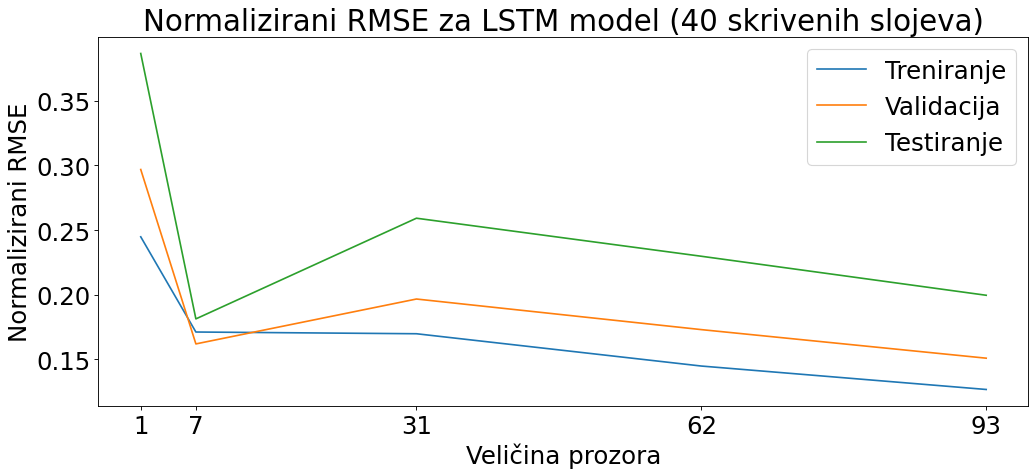 Normalizirani RMSE za LSTM model (40 skrivenih slojeva)
Normalizirani RMSE
0.35
0.30
0.25
0.20
0.15
Treniranje
Validacija
Testiranje
1 7 31 62 93
Veličina prozora